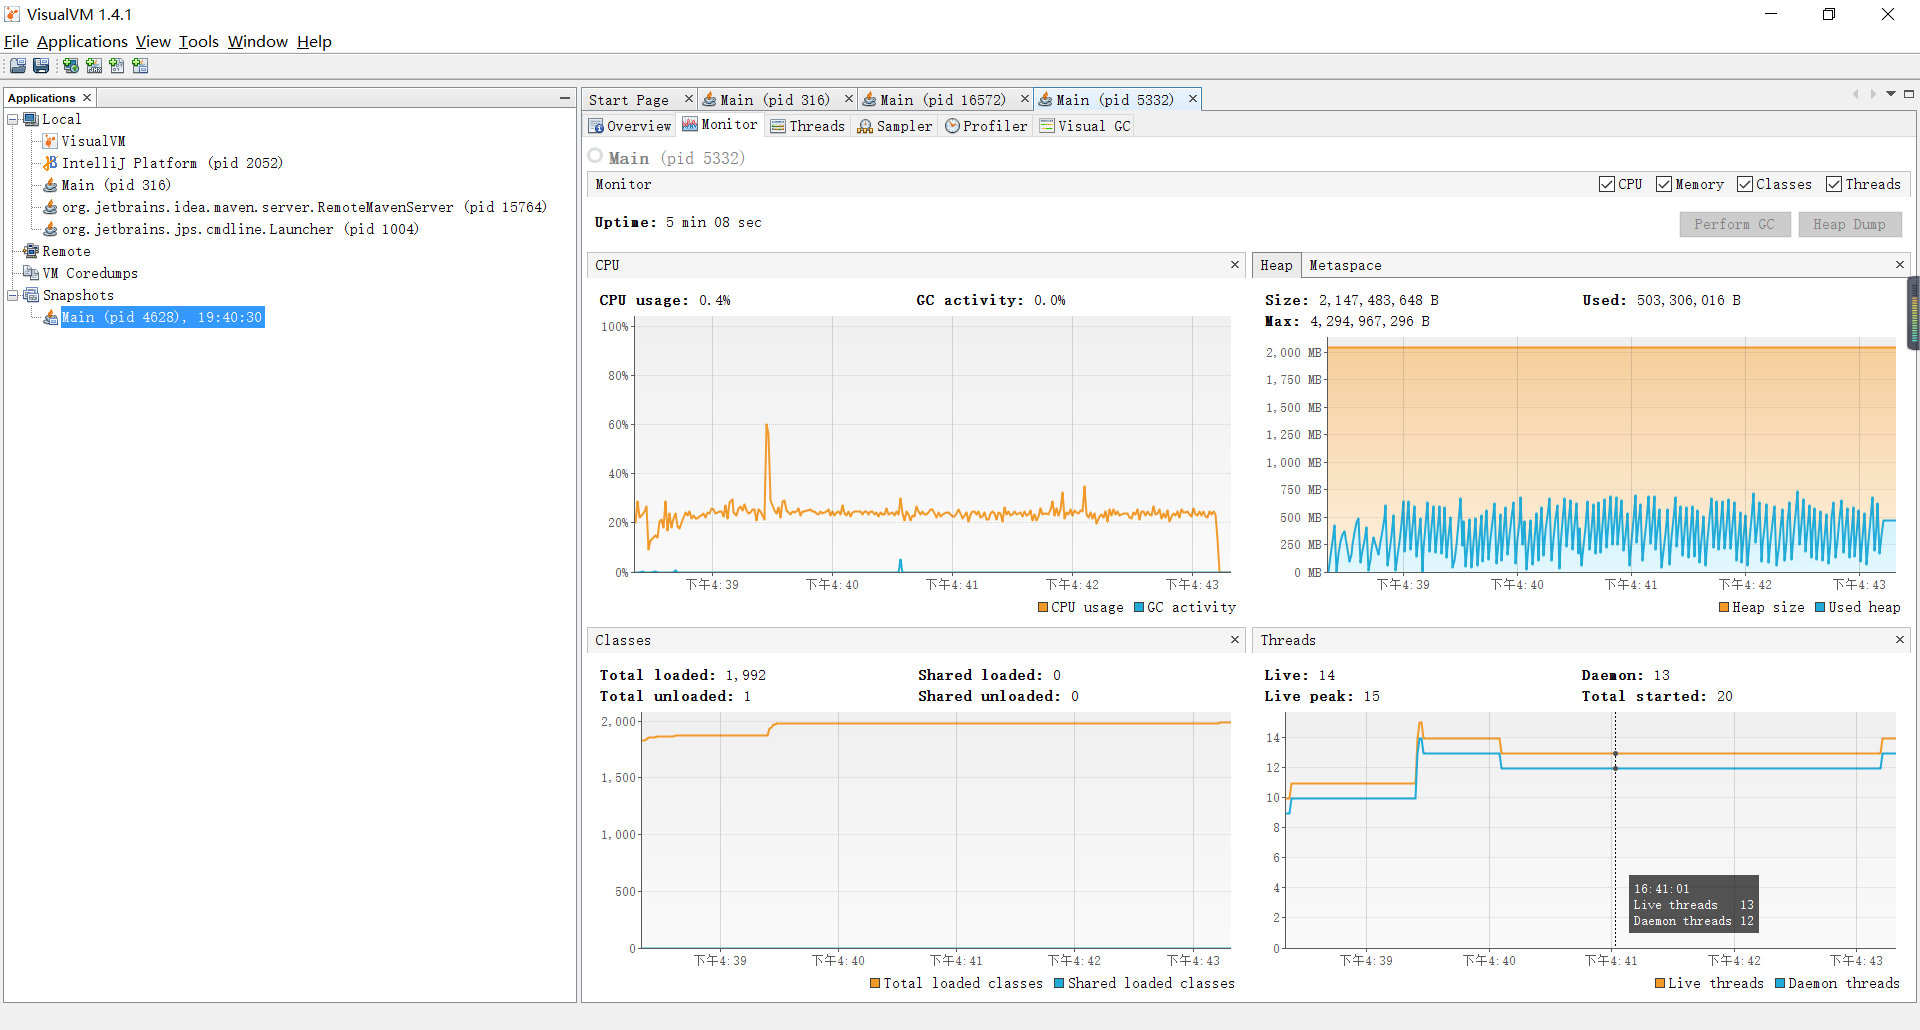 VisualVM 1.4.1
File Applications View Tools Window Help
Applications
Local
VisualVM
IntelliJ Platform (pid 2052)
Main (pid 316)
org.jetbrains.idea.maven.server.RemoteMavenServer (pid 15764)
org.jetbrains.jps.cmdline.Launcher (pid 1004)
Remote
VM Coredumps
Snapshots
Main (pid 4628), 19:40:30
Start Page Main (pid 316) Main (pid 16572) Main (pid 5332)
Overview Monitor Threads Sampler Profiler Visual GC
Main (pid 5332)
Monitor CPU Memory Classes Threads
Uptime: 5 min 08 sec Perform GC Heap Dump
CPU
CPU usage: 0.4% GC activity: 0.0%
100%
80%
60%
40%
20%
0%
下午4:39 下午4:40 下午4:41 下午4:42 下午4:43
CPU usage GC activity
Heap Metaspace
Size: 2,147,483,648 B Used: 503,306,016 B
Max: 4,294,967,296 B
2,000 MB
1,750 MB
1,500 MB
1,250 MB
1,000 MB
750 MB
500 MB
250 MB
0 MB
下午4:39 下午4:40 下午4:41 下午4:42 下午4:43
Heap size Used heap
Classes
Total loaded: 1,992 Shared loaded: 0
Total unloaded: 1 Shared unloaded: 0
2,000
1,500
1,000
500
0
下午4:39 下午4:40 下午4:41 下午4:42 下午4:43
Total loaded classes Shared loaded classes
Threads
Live: 14 Daemon: 13
Live peak: 15 Total started: 20
14
12
10
8
6
4
2
0
16:41:01
Live threads 13
Daemon threads 12
下午4:39 下午4:40 下午4:41 下午4:42 下午4:43
Live threads Daemon threads